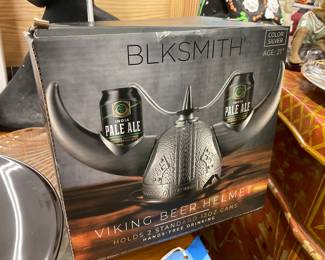 BLKSMITH
COLOR
SILVER
AGE: 21+
INDIA
PALE ALE
PALE ALE
VIKING BEER HELMET
HOLDS 2 STANDARD 12OZ CANS
HANDS-FREE DRINKING